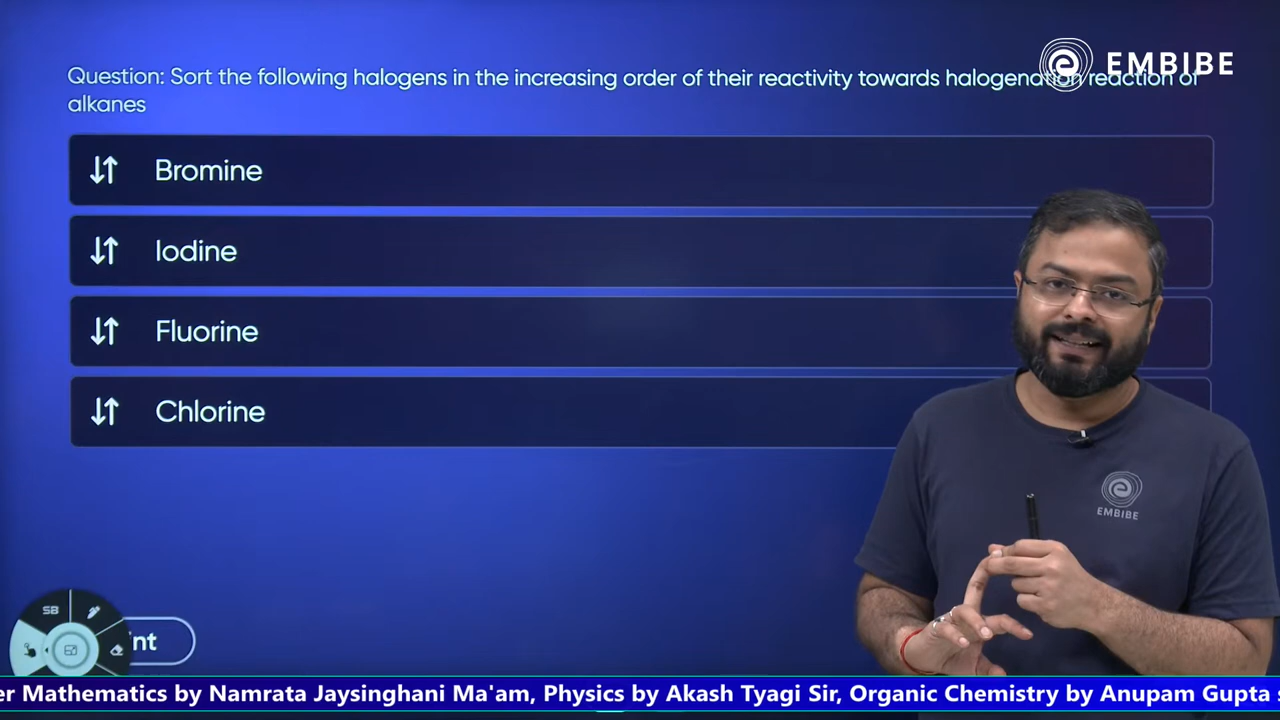 EMBIBE
Question: Sort the following halogens in the increasing order of their reactivity towards halogenation reaction of
alkanes
Bromine
Iodine
Fluorine
Chlorine
EMBIBE
SB
er Mathematics by Namrata Jaysinghani Ma'am, Physics by Akash Tyagi Sir, Organic Chemistry by Anupam Gupta s